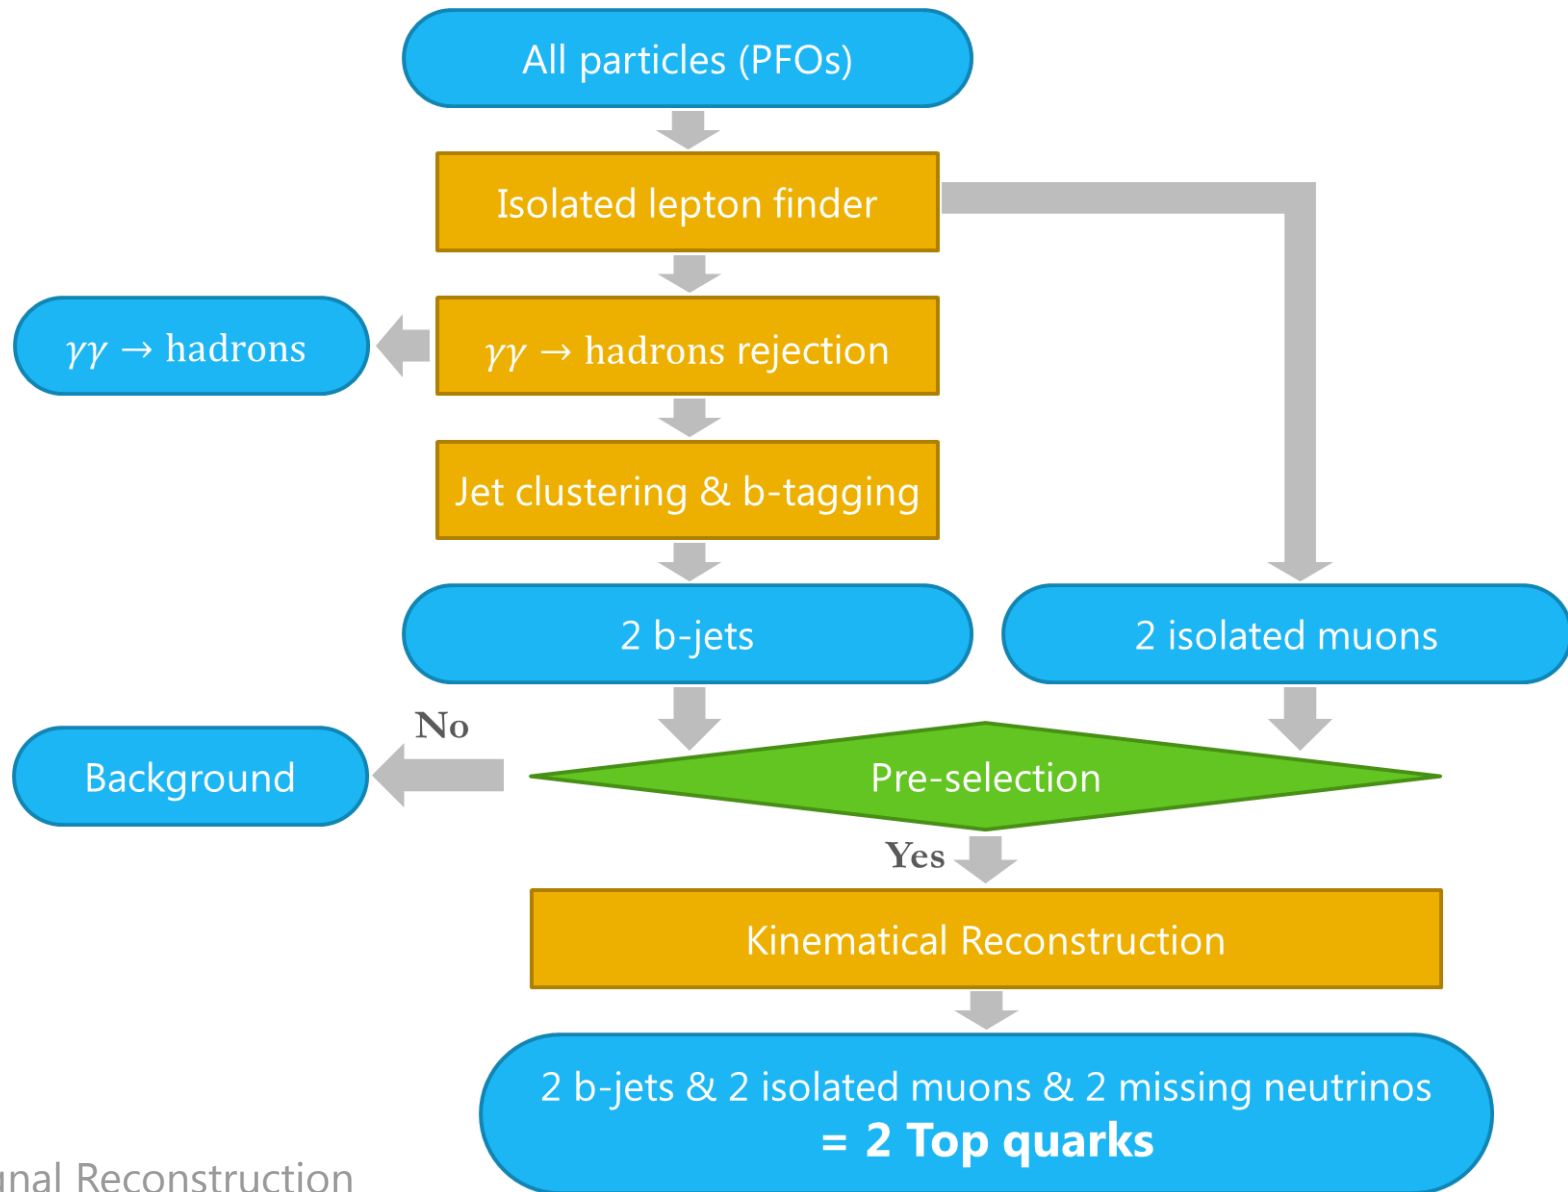 All particles (PFOs)
Isolated lepton finder
γγ → hadrons
γγ → hadrons rejection
Jet clustering & b-tagging
2 b-jets
2 isolated muons
No
Background
Pre-selection
Yes
Kinematical Reconstruction
2 b-jets & 2 isolated muons & 2 missing neutrinos
= 2 Top quarks
Reconstruction